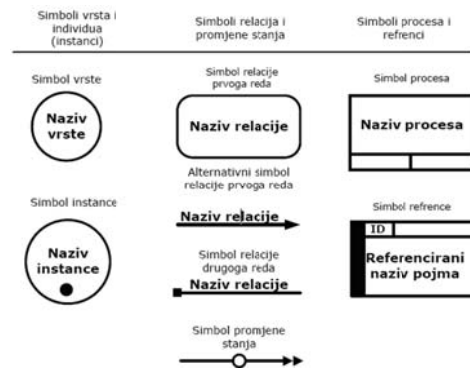 Simboli vrsta i
individua
(instanci)
Simboli relacija i
promjene stanja
Simboli procesa i
refrenci
Simbol vrste
Naziv
vrste
Simbol relacije
prvoga reda
Naziv relacije
Simbol procesa
Naziv procesa
Alternativni simbol
relacije prvoga reda
Naziv relacije
Simbol instance
Naziv
instance
Simbol relacije
drugoga reda
Naziv relacije
Simbol refrence
ID
Referencirani
naziv pojma
Simbol promjene
stanja